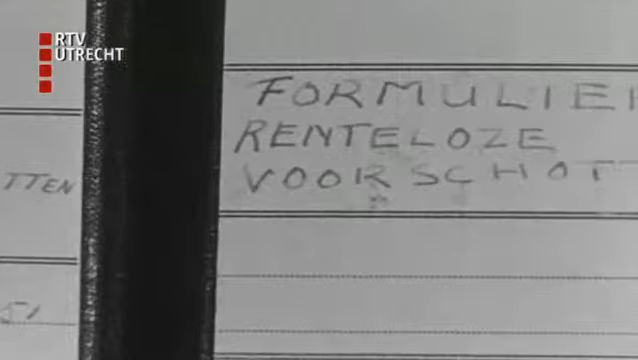 RTV
UTRECHT
FORMULIE
RENTELOZE
VOORSCHOT
TTEN